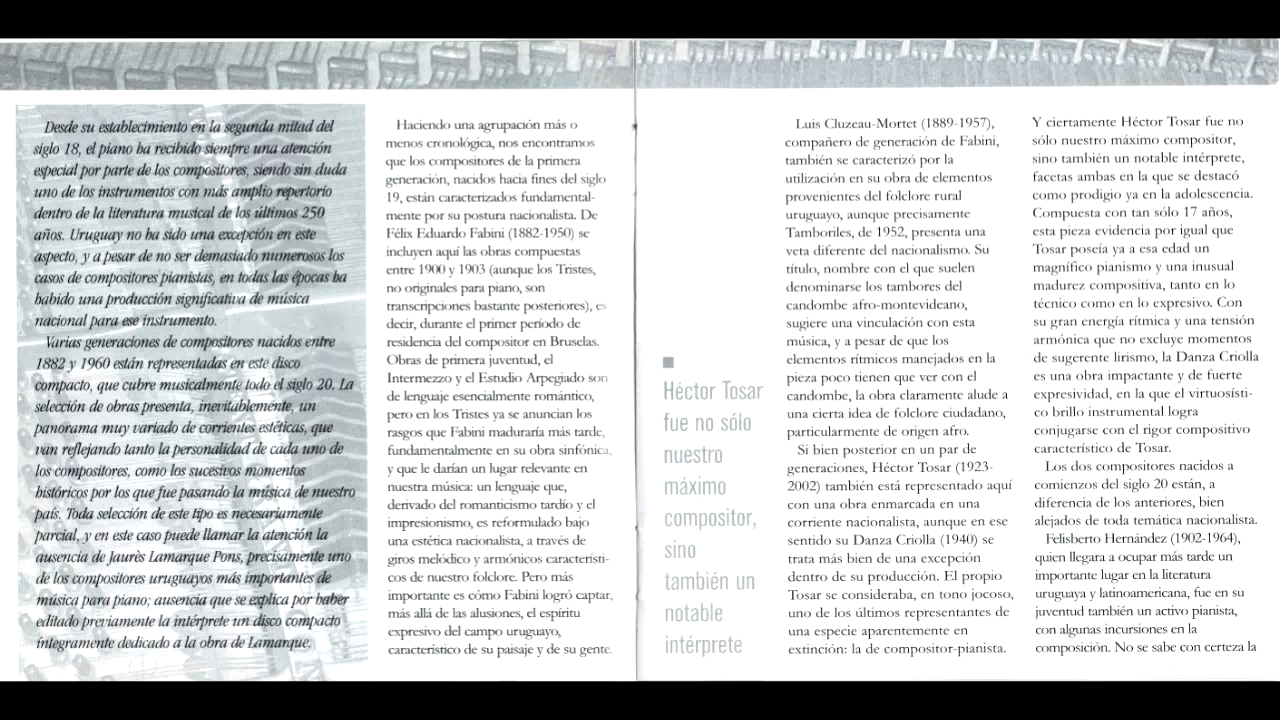 Desde su establecimiento en la segunda mitad del
siglo 18, el piano ha recibido siempre una atención
especial por parte de los compositores, siendo sin duda
uno de los instrumentos con más amplio repertorio
dentro de la literatura musical de los últimos 250
años. Uruguay no ha sido una excepción en este
aspecto, y a pesar de no ser demasiado numerosos los
casos de compositores pianistas, en todas las épocas ha
habido una producción significativa de música
nacional para ese instrumento.
Varias generaciones de compositores nacidos entre
1882 y 1960 están representadas en este disco
compacto, que cubre musicalmente todo el siglo 20. La
selección de obras presenta, inevitablemente, un
panorama muy variado de corrientes estéticas, que
van reflejando tanto la personalidad de cada uno de
los compositores, como los sucesivos momentos
históricos por los que fue pasando la música de nuestro
país. Toda selección de este tipo es necesariamente
parcial, y en este caso puede llamar la atención la
ausencia de Jaurès Lamarque Pons, precisamente uno
de los compositores uruguayos más importantes de
música para piano; ausencia que se explica por haber
editado previamente la intérprete un disco compacto
íntegramente dedicado a la obra de Lamarque.
Haciendo una agrupación más o
menos cronológica, nos encontramos
que los compositores de la primera
generación, nacidos hacia fines del siglo
19, están caracterizados fundamental-
mente por su postura nacionalista. De
Félix Eduardo Fabini (1882-1950) se
incluyen aquí las obras compuestas
entre 1900 y 1903 (aunque los Tristes,
no originales para piano, son
transcripciones bastante posteriores), es
decir, durante el primer período de
residencia del compositor en Bruselas.
Obras de primera juventud, el
Intermezzo y el Estudio Arpegiado son
de lenguaje esencialmente romántico,
pero en los Tristes ya se anuncian los
rasgos que Fabini maduraría más tarde,
fundamentalmente en su obra sinfónica,
y que le darían un lugar relevante en
nuestra música: un lenguaje que,
derivado del romanticismo tardío y el
impresionismo, es reformulado bajo
una estética nacionalista, a través de
giros melódico y armónicos característi-
cos de nuestro folclore. Pero más
importante es cómo Fabini logró captar,
más allá de las alusiones, el espíritu
expresivo del campo uruguayo,
característico de su paisaje y de su gente.
Héctor Tosar
fue no sólo
nuestro
máximo
compositor,
sino
también un
notable
intérprete
Luis Cluzeau-Mortet (1889-1957),
compañero de generación de Fabini,
también se caracterizó por la
utilización en su obra de elementos
provenientes del folclore rural
uruguayo, aunque precisamente
Tamboriles, de 1952, presenta una
veta diferente del nacionalismo. Su
título, nombre con el que suelen
denominarse los tambores del
candombe afro-montevideano,
sugiere una vinculación con esta
música, y a pesar de que los
elementos rítmicos manejados en la
pieza poco tienen que ver con el
candombe, la obra claramente alude a
una cierta idea de folclore ciudadano,
particularmente de origen afro.
Si bien posterior en un par de
generaciones, Héctor Tosar (1923-
2002) también está representado aquí
con una obra enmarcada en una
corriente nacionalista, aunque en ese
sentido su Danza Criolla (1940) se
trata más bien de una excepción
dentro de su producción. El propio
Tosar se consideraba, en tono jocoso,
uno de los últimos representantes de
una especie aparentemente en
extinción: la de compositor-pianista.
Y ciertamente Héctor Tosar fue no
sólo nuestro máximo compositor,
sino también un notable intérprete,
facetas ambas en la que se destacó
como prodigio ya en la adolescencia.
Compuesta con tan sólo 17 años,
esta pieza evidencia por igual que
Tosar poseía ya a esa edad un
magnífico pianismo y una inusual
madurez compositiva, tanto en lo
técnico como en lo expresivo. Con
su gran energía rítmica y una tensión
armónica que no excluye momentos
de sugerente lirismo, la Danza Criolla
es una obra impactante y de fuerte
expresividad, en la que el virtuosísti-
co brillo instrumental logra
conjugarse con el rigor compositivo
característico de Tosar.
Los dos compositores nacidos a
comienzos del siglo 20 están, a
diferencia de los anteriores, bien
alejados de toda temática nacionalista.
Felisberto Hernández (1902-1964),
quien llegara a ocupar más tarde un
importante lugar en la literatura
uruguaya y latinoamericana, fue en su
juventud también un activo pianista,
con algunas incursiones en la
composición. No se sabe con certeza la